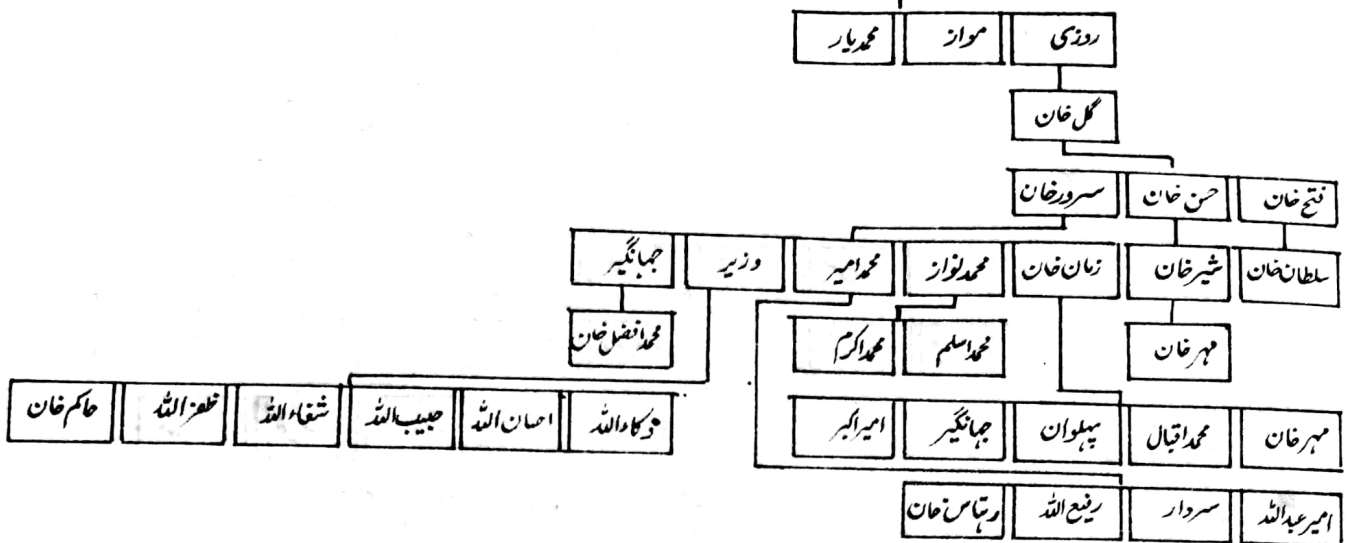 روزی مواز محمد یار
گل خان
فتح خان حسن خان سرور خان
سلطان خان شیر خان زمان خان محمد نواز محمد امیر وزیر جہانگیر
مہر خان محمد اسلم محمد اکرم محمد افضل خان
مہر خان محمد اقبال پہلوان جہانگیر امیر اکبر ذکاءاللہ احسان اللہ حبیب اللہ شفاءاللہ ظفراللہ حاکم خان
امیر عبداللہ سردار رفیع اللہ رہتاس خان